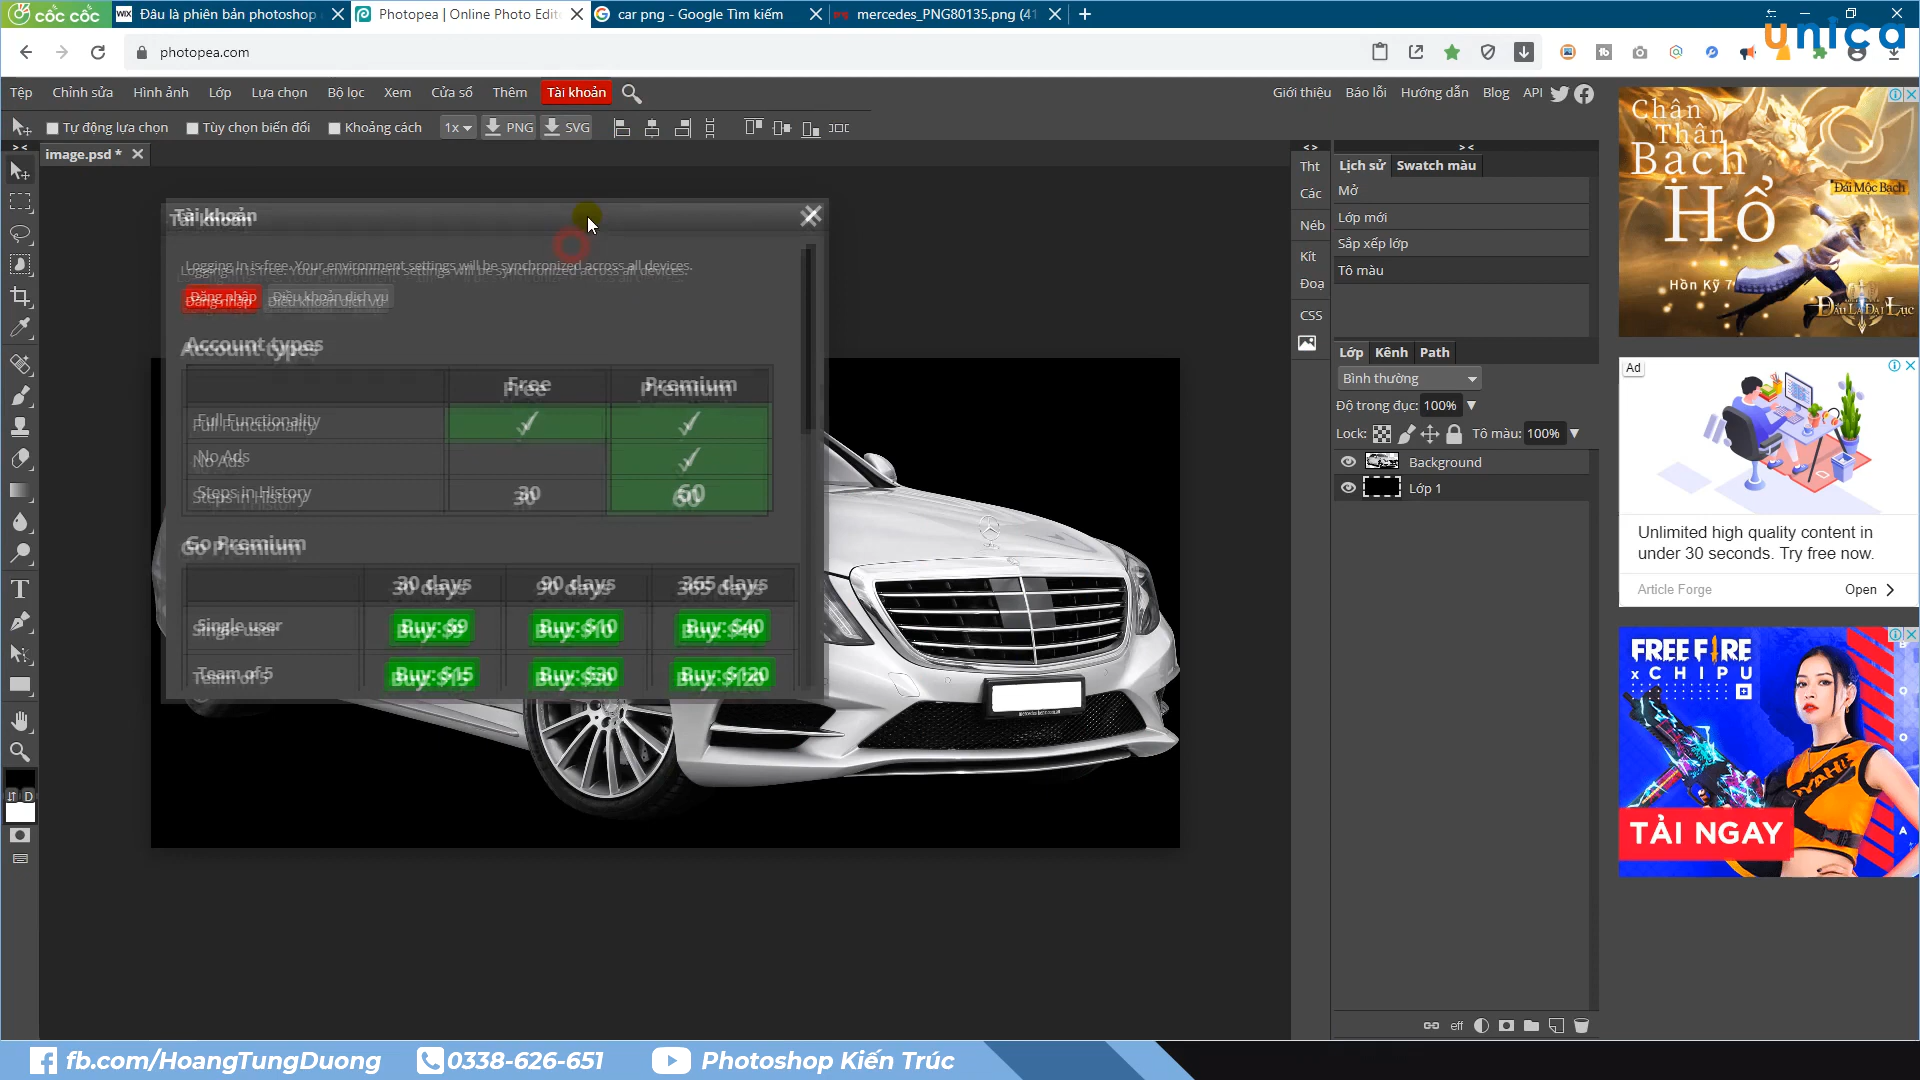 cốc cốc
WIX Đâu là phiên bản photoshop
Photopea | Online Photo Edit
car png - Google Tìm kiếm
mercedes_PNG80135.png (41
unica
photopea.com
Tệp Chỉnh sửa Hình ảnh Lớp Lựa chọn Bộ lọc Xem Cửa sổ Thêm Tài khoản
Giới thiệu Báo lỗi Hướng dẫn Blog API
Tự động lựa chọn Tùy chọn biến đổi Khoảng cách 1x PNG SVG
image.psd *
Tài khoản
Logging In is free. Your environment settings will be synchronized across all devices.
Đăng nhập Điều khoản dịch vụ
Account types
Free Premium
Full Functionality
No Ads
Steps in History 30 60
Go Premium
30 days 90 days 365 days
Single user Buy: $9 Buy: $10 Buy: $40
Team of 5 Buy: $15 Buy: $30 Buy: $120
Tht
Các
Néb
Kít
Đoạ
CSS
Lịch sử Swatch màu
Mở
Lớp mới
Sắp xếp lớp
Tô màu
Lớp Kênh Path
Bình thường
Độ trong đục: 100%
Lock: Tô màu: 100%
Background
Lớp 1
eff
D
Chân
Thân
Bạch
Hổ
Đái Mộc Bạch
Hồn Kỹ 7
Đấu La Đại Lục
Ad
Unlimited high quality content in
under 30 seconds. Try free now.
Article Forge Open
FREE FIRE
x CHIPU
TẢI NGAY
fb.com/HoangTungDuong 0338-626-651 Photoshop Kiến Trúc